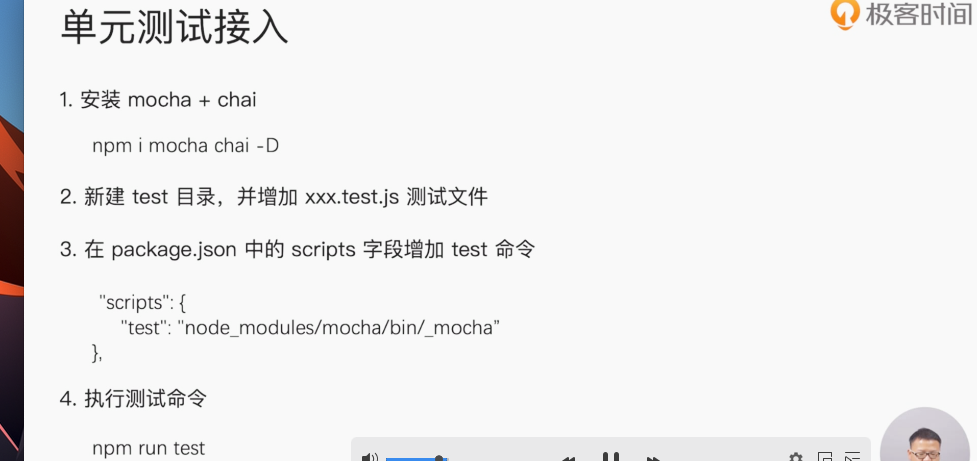 单元测试接入
极客时间
1. 安装 mocha + chai
npm i mocha chai -D
2. 新建 test 目录，并增加 xxx.test.js 测试文件
3. 在 package.json 中的 scripts 字段增加 test 命令
"scripts": {
"test": "node_modules/mocha/bin/_mocha”
},
4. 执行测试命令
npm run test